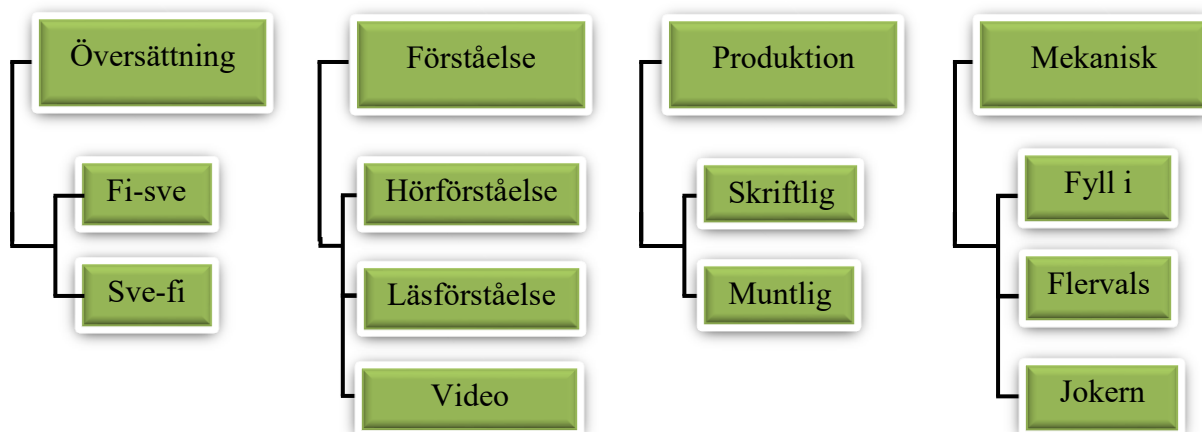 Översättning
Fi-sve
Sve-fi
Förståelse
Hörförståelse
Läsförståelse
Video
Produktion
Skriftlig
Muntlig
Mekanisk
Fyll i
Flervals
Jokern